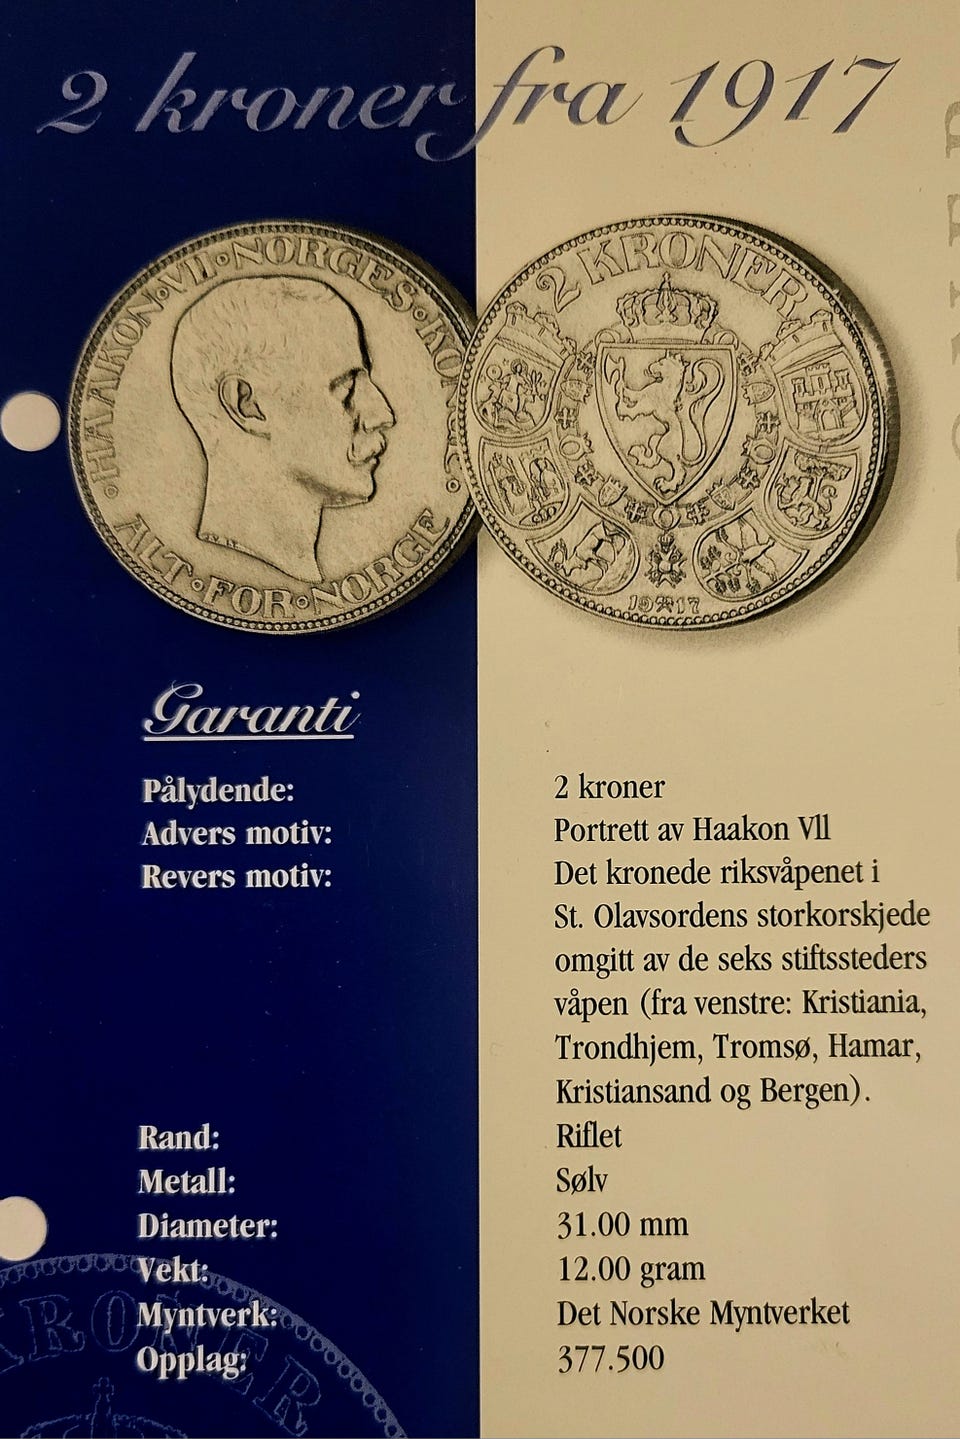 2 kroner fra 1917
HAAKON·VII·NORGES·KON
ALT·FOR·NORGE
2 KRONER
1917
Garanti
Pålydende: 2 kroner
Advers motiv: Portrett av Haakon Vll
Revers motiv: Det kronede riksvåpenet i
St. Olavsordens storkorskjede
omgitt av de seks stiftssteders
våpen (fra venstre: Kristiania,
Trondhjem, Tromsø, Hamar,
Kristiansand og Bergen).
Rand: Riflet
Metall: Sølv
Diameter: 31.00 mm
Vekt: 12.00 gram
Myntverk: Det Norske Myntverket
Opplag: 377.500
KRONER